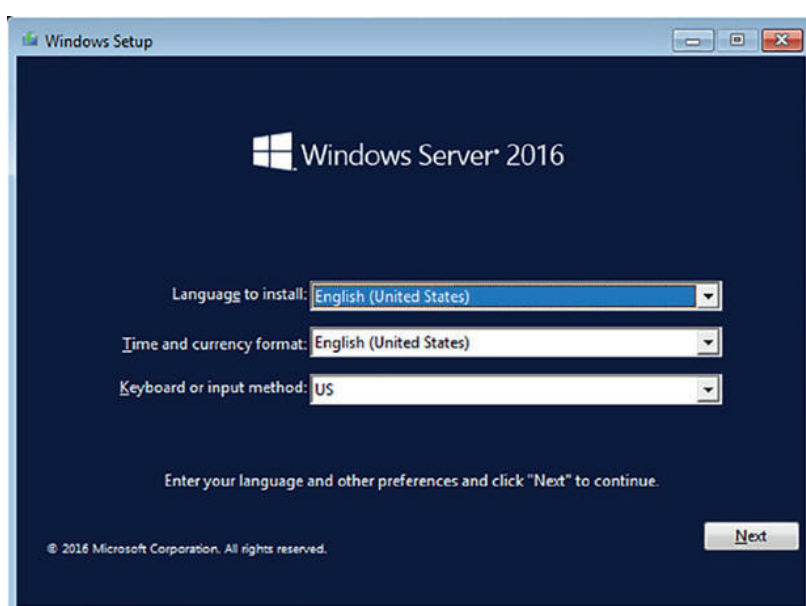 Windows Setup
Windows Server® 2016
Language to install: English (United States)
Time and currency format: English (United States)
Keyboard or input method: US
Enter your language and other preferences and click "Next" to continue.
© 2016 Microsoft Corporation. All rights reserved.
Next